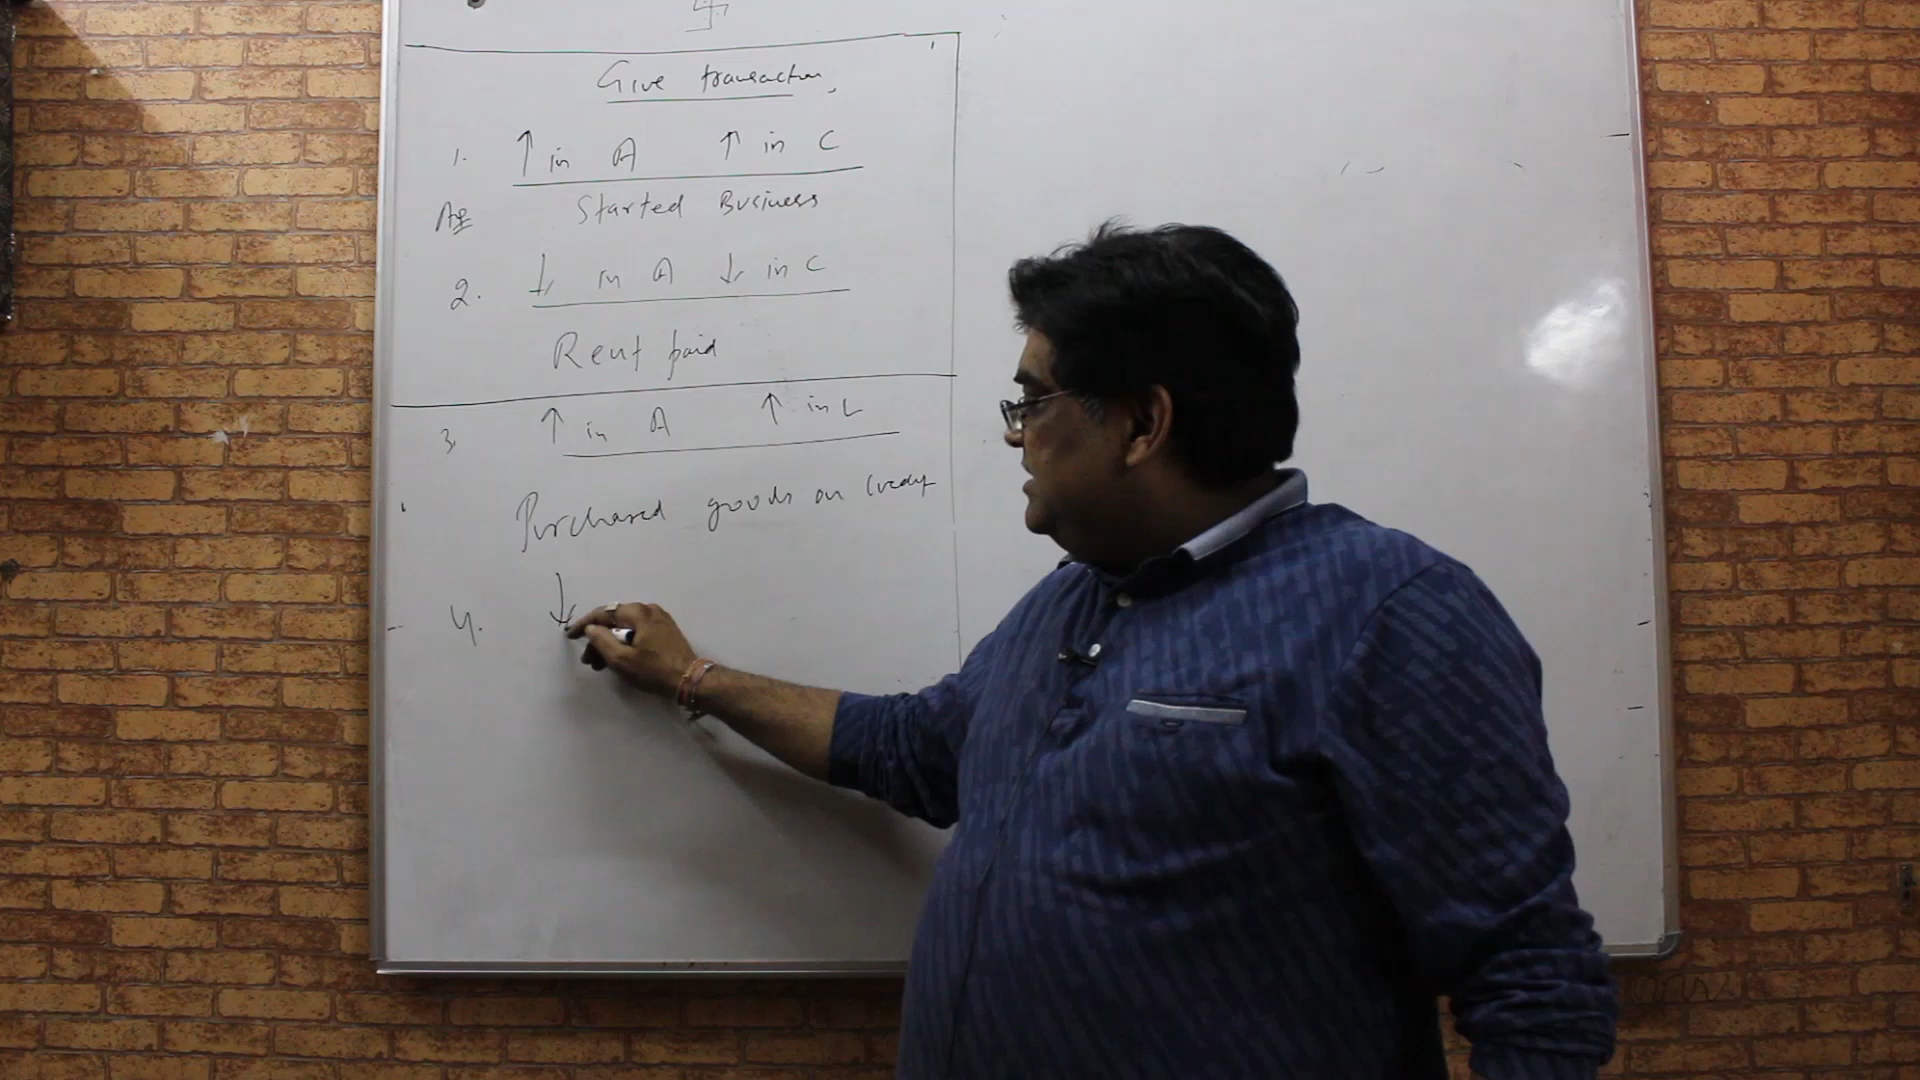 Give transaction
1. ↑ in A ↑ in C
Started Business
2. ↓ in A ↓ in C
Rent paid
3. ↑ in A ↑ in L
Purchased goods on Credit
4. ↓